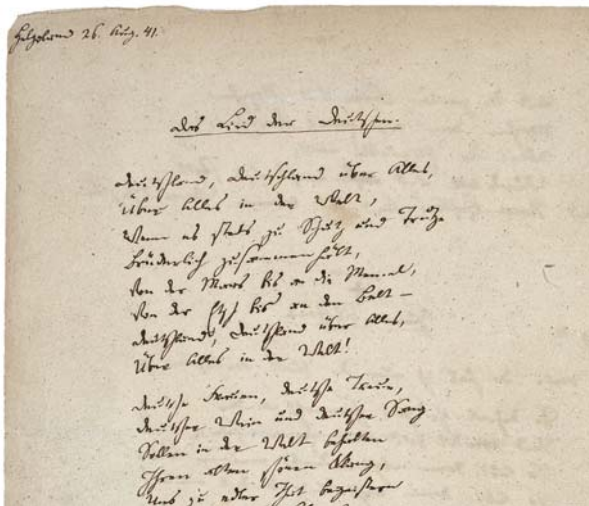 Helgoland 26. Aug. 41.
Das Lied der Deutschen.
Deutschland, Deutschland über Alles,
Über Alles in der Welt,
Wenn es stets zu Schutz und Trutze
Brüderlich zusammenhält,
Von der Maas bis an die Memel,
Von der Etsch bis an den Belt –
Deutschland, Deutschland über Alles,
Über Alles in der Welt!
Deutsche Frauen, deutsche Treue,
Deutscher Wein und deutscher Sang
Sollen in der Welt behalten
Ihren alten schönen Klang,
Uns zu edler That begeistern